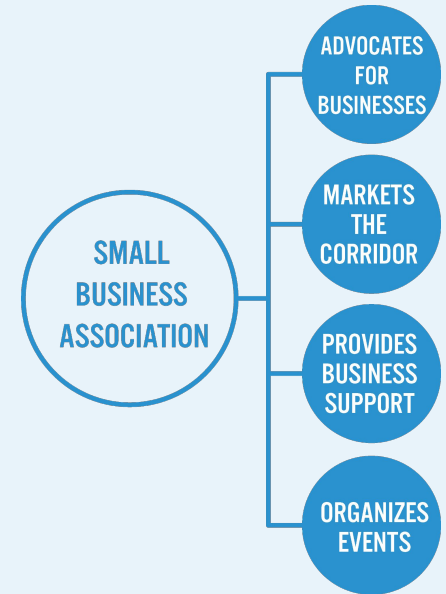 SMALL
BUSINESS
ASSOCIATION
ADVOCATES
FOR
BUSINESSES
MARKETS
THE
CORRIDOR
PROVIDES
BUSINESS
SUPPORT
ORGANIZES
EVENTS